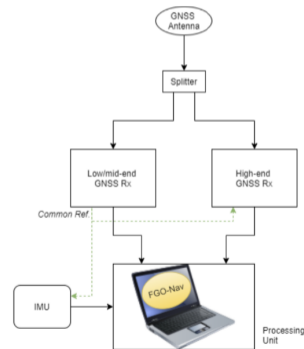 GNSS
Antenna
Splitter
Low/mid-end
GNSS Rx
High-end
GNSS Rx
Common Ref.
FGO-Nav
IMU
Processing
Unit